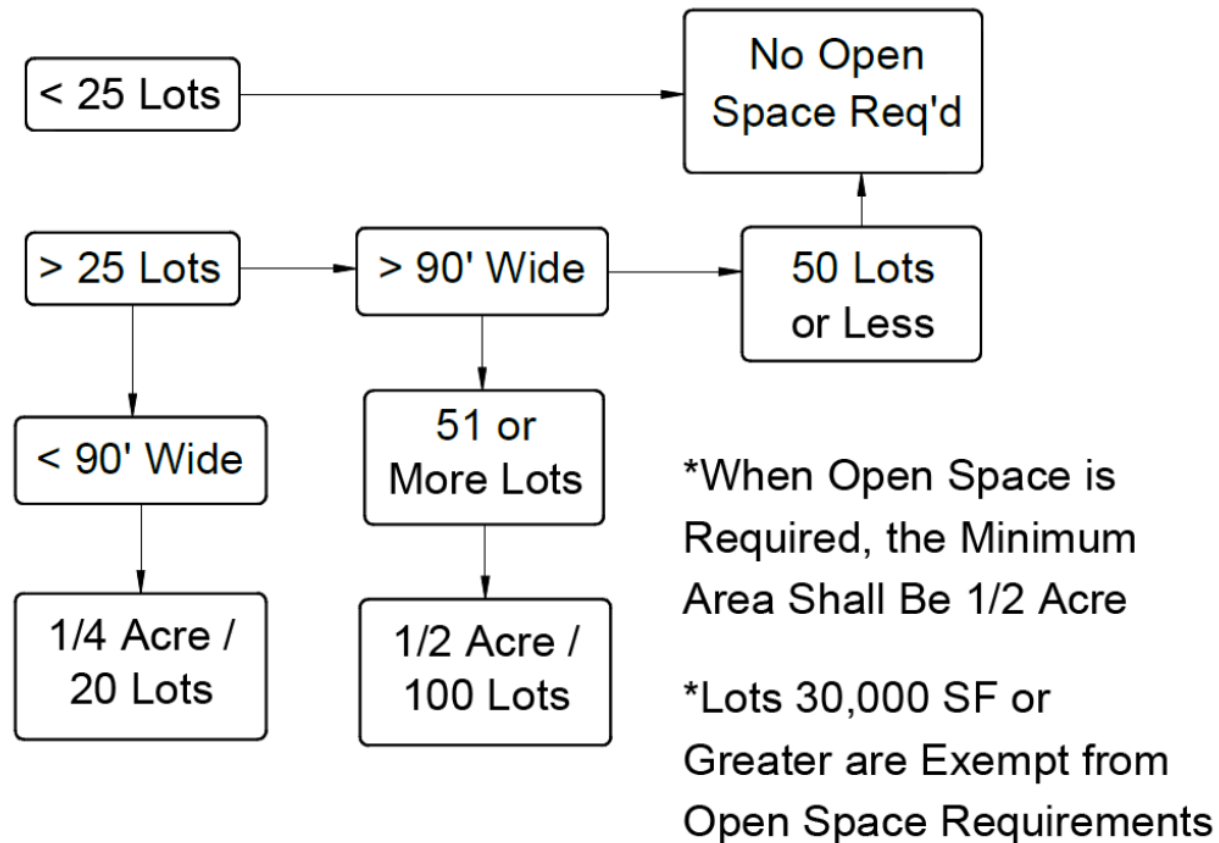 < 25 Lots
No Open
Space Req'd
> 25 Lots
> 90' Wide
50 Lots
or Less
< 90' Wide
51 or
More Lots
1/4 Acre /
20 Lots
1/2 Acre /
100 Lots
*When Open Space is
Required, the Minimum
Area Shall Be 1/2 Acre
*Lots 30,000 SF or
Greater are Exempt from
Open Space Requirements